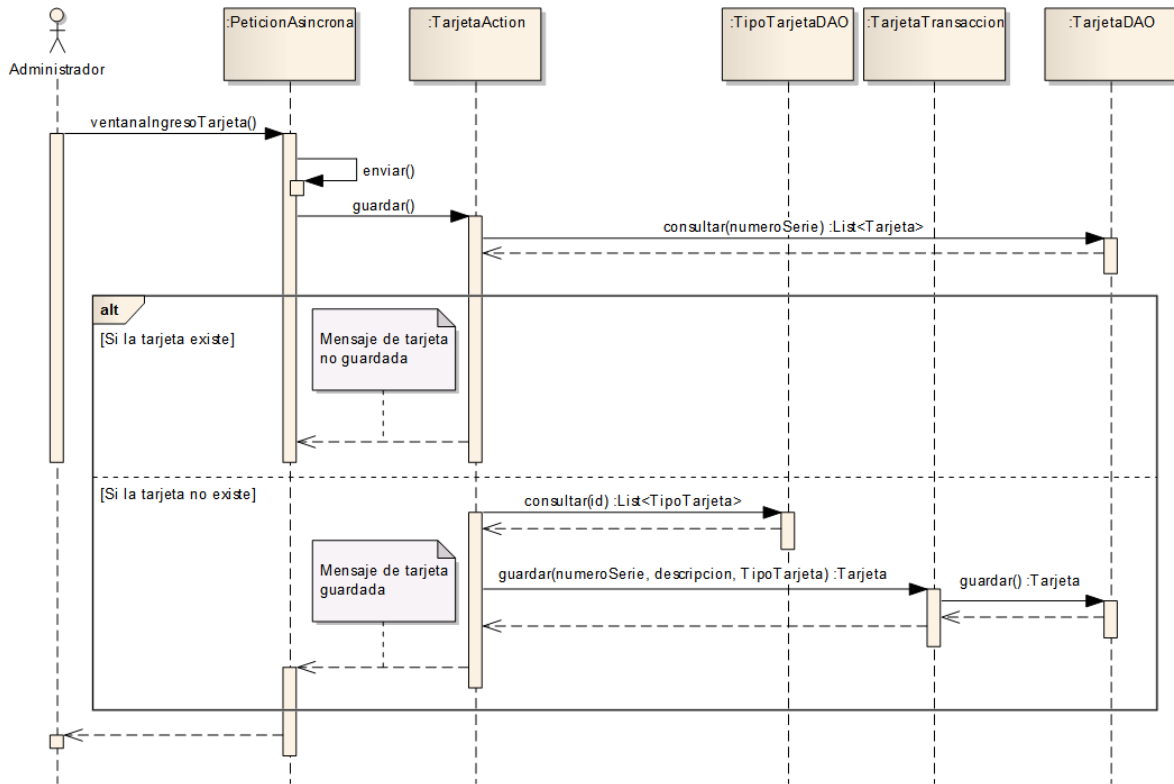 :PeticionAsincrona
:TarjetaAction
:TipoTarjetaDAO
:TarjetaTransaccion
:TarjetaDAO
Administrador
ventanaIngresoTarjeta()
enviar()
guardar()
consultar(numeroSerie) :List<Tarjeta>
alt
[Si la tarjeta existe]
Mensaje de tarjeta
no guardada
[Si la tarjeta no existe]
consultar(id) :List<TipoTarjeta>
Mensaje de tarjeta
guardada
guardar(numeroSerie, descripcion, TipoTarjeta) :Tarjeta
guardar() :Tarjeta